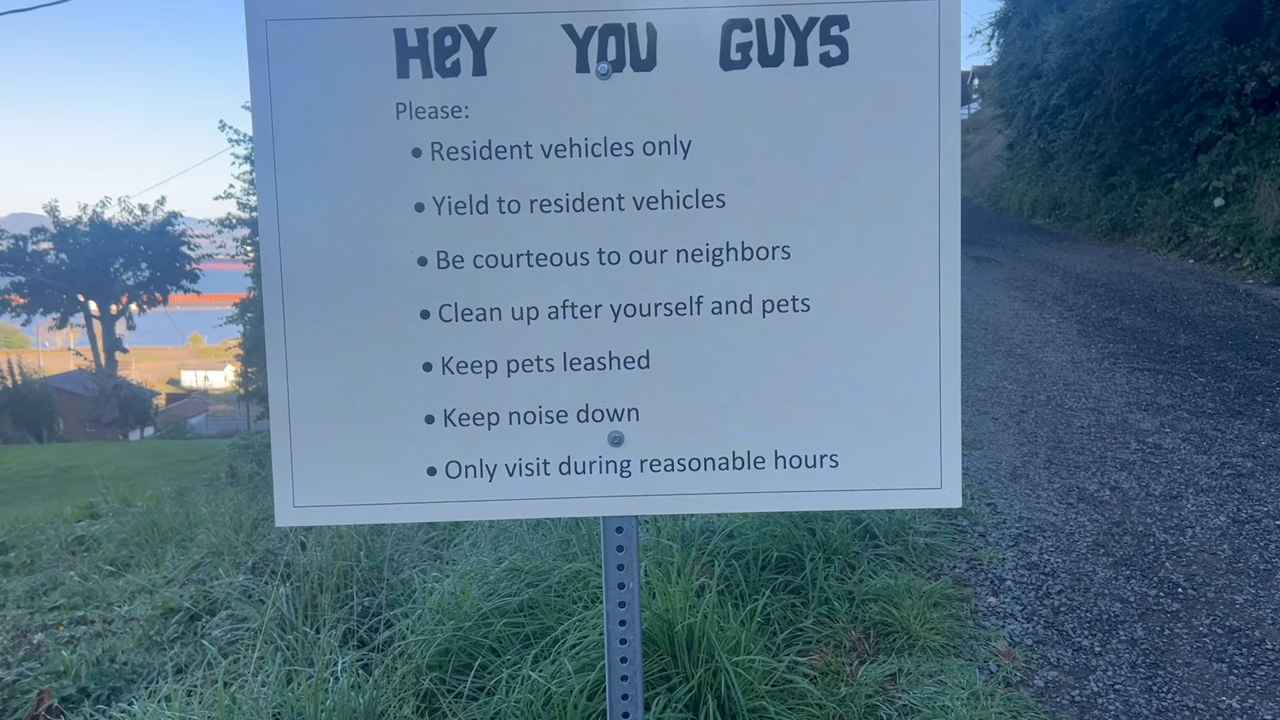 HeY YOU GUYS
Please:
• Resident vehicles only
• Yield to resident vehicles
• Be courteous to our neighbors
• Clean up after yourself and pets
• Keep pets leashed
• Keep noise down
• Only visit during reasonable hours